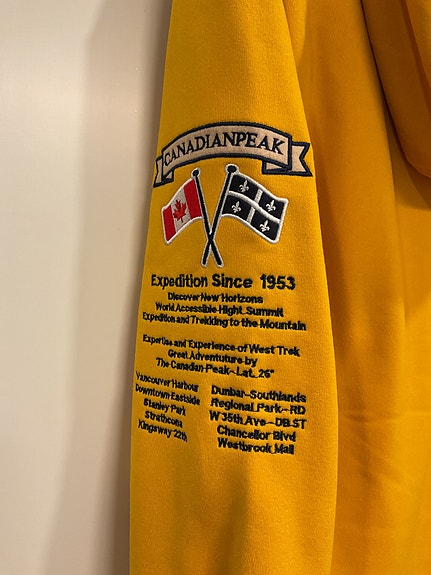 CANADIANPEAK
Expedition Since 1953
Discover New Horizons
World Accessible Hight Summit
Expedition and Trekking to the Mountain
Expertise and Experience of West Trek
Great Adventuture by
The Canadian-Peak-Lat. 26°
Vancouver Harbour
Downtown-Eastside
Stanley Park
Strathcona
Kingsway-22th
Dunbar-Southlands
Regional Park-RD
W 35th Ave-DB.ST
Chancellor Blvd
Westbrook Mall